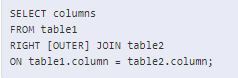 SELECT columns
FROM table1
RIGHT [OUTER] JOIN table2
ON table1.column = table2.column;